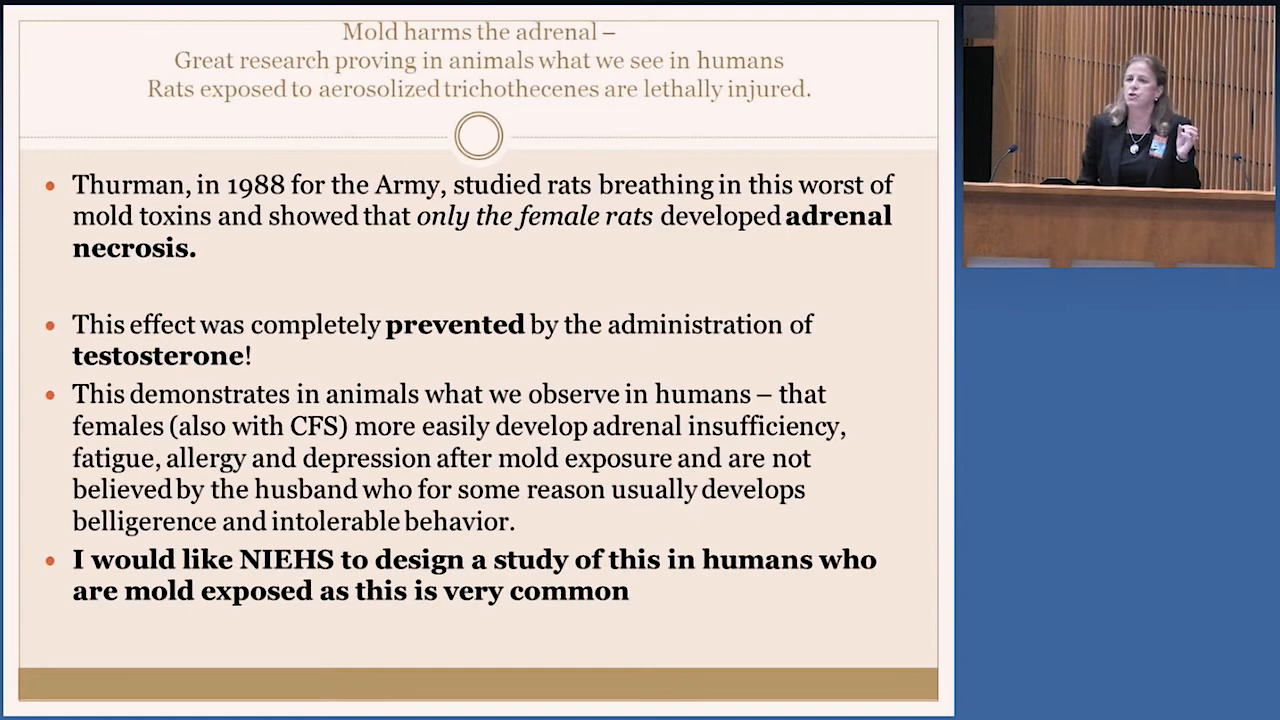 Mold harms the adrenal –
Great research proving in animals what we see in humans
Rats exposed to aerosolized trichothecenes are lethally injured.
• Thurman, in 1988 for the Army, studied rats breathing in this worst of
mold toxins and showed that only the female rats developed adrenal
necrosis.
• This effect was completely prevented by the administration of
testosterone!
• This demonstrates in animals what we observe in humans – that
females (also with CFS) more easily develop adrenal insufficiency,
fatigue, allergy and depression after mold exposure and are not
believed by the husband who for some reason usually develops
belligerence and intolerable behavior.
• I would like NIEHS to design a study of this in humans who
are mold exposed as this is very common